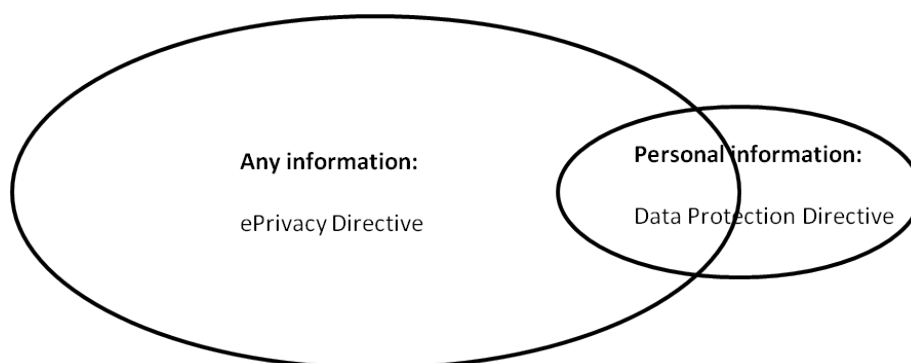 Any information:
ePrivacy Directive
Personal information:
Data Protection Directive